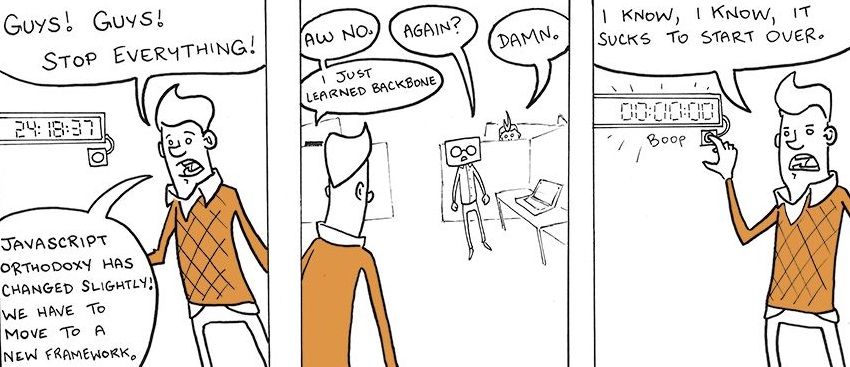 GUYS! GUYS!
STOP EVERYTHING!
24:18:37
JAVASCRIPT
ORTHODOXY HAS
CHANGED SLIGHTLY!
WE HAVE TO
MOVE TO A
NEW FRAMEWORK.
AW NO.
I JUST
LEARNED BACKBONE
AGAIN?
DAMN.
I KNOW, I KNOW, IT
SUCKS TO START OVER.
00:00:00
BOOP